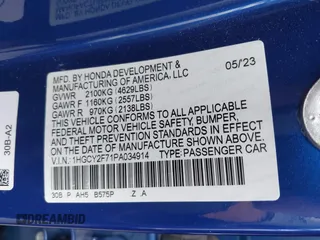 MFD. BY HONDA DEVELOPMENT & 05/23
MANUFACTURING OF AMERICA, LLC
GVWR 2100KG (4629LBS)
GAWR F 1160KG (2557LBS)
GAWR R 970KG (2138LBS)
THIS VEHICLE CONFORMS TO ALL APPLICABLE
FEDERAL MOTOR VEHICLE SAFETY, BUMPER,
AND THEFT PREVENTION STANDARDS IN EFFECT
ON THE DATE OF MANUFACTURE SHOWN ABOVE.
V.I.N.: 1HGCY2F71PA034914 TYPE: PASSENGER CAR
30B P AH5 B575P Z A
30B-A2
DREAMBID